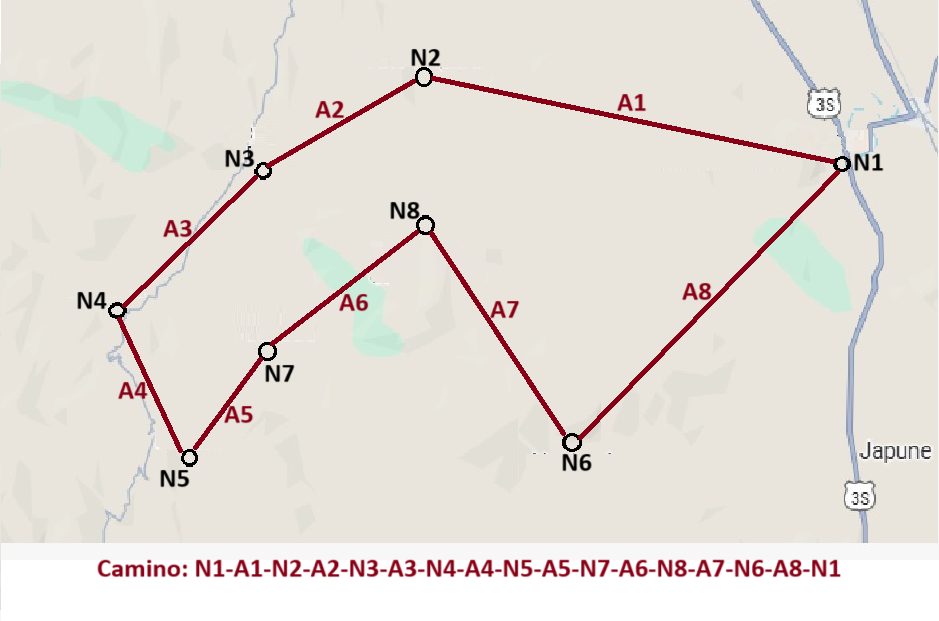 N2
A1
A2
3S
N3
N1
N8
A3
A8
N4
A6
A7
N7
A4
A5
Japune
N6
N5
3S
Camino: N1-A1-N2-A2-N3-A3-N4-A4-N5-A5-N7-A6-N8-A7-N6-A8-N1